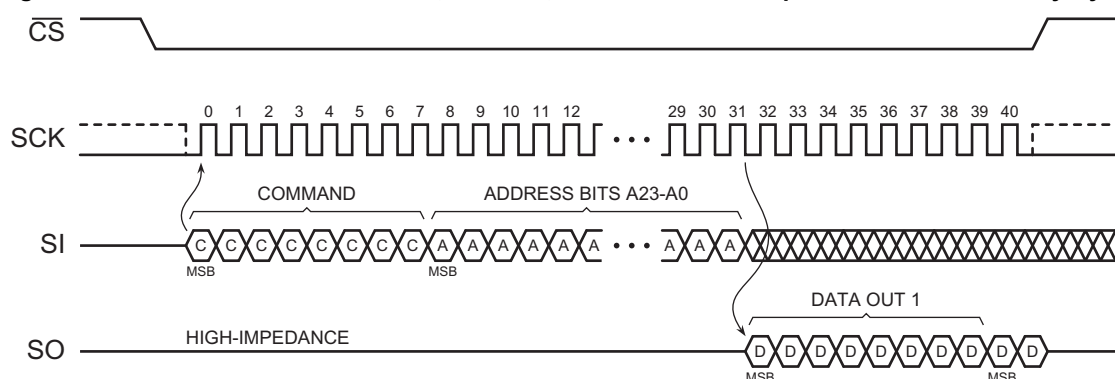 CS
0 1 2 3 4 5 6 7 8 9 10 11 12 29 30 31 32 33 34 35 36 37 38 39 40
SCK
COMMAND ADDRESS BITS A23-A0
SI C C C C C C C C A A A A A A • • • A A A
MSB MSB
DATA OUT 1
HIGH-IMPEDANCE
SO D D D D D D D D D D
MSB MSB